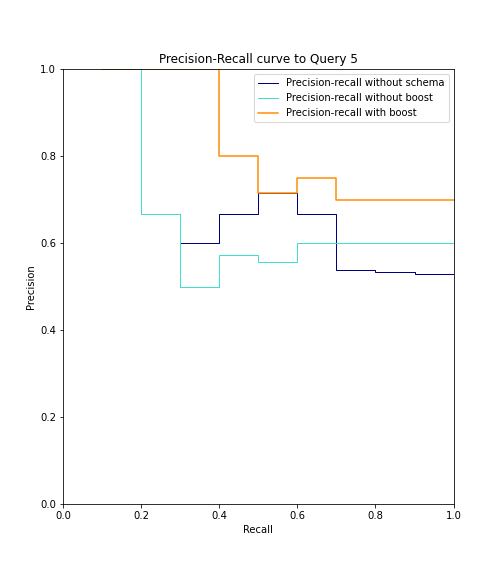 Precision-Recall curve to Query 5
Precision-recall without schema
Precision-recall without boost
Precision-recall with boost
1.0
0.8
0.6
0.4
0.2
0.0
Precision
0.0 0.2 0.4 0.6 0.8 1.0
Recall